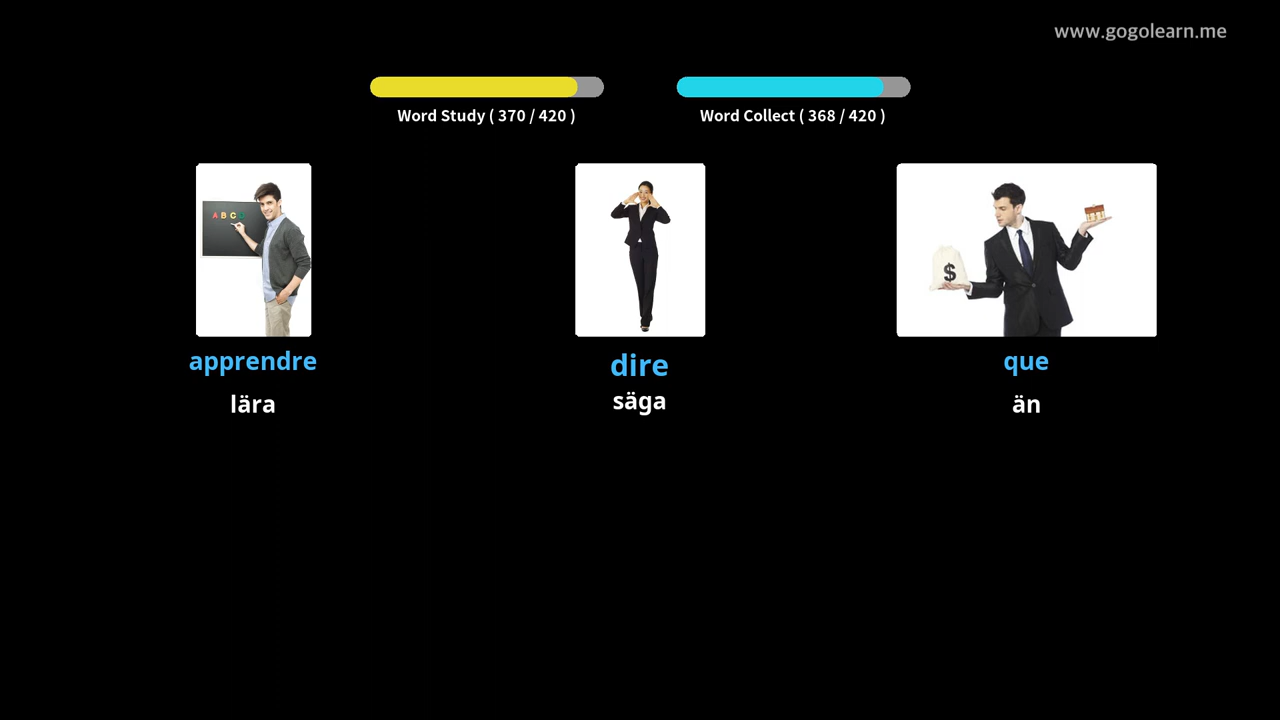 www.gogolearn.me
Word Study ( 370 / 420 )
Word Collect ( 368 / 420 )
A B C D
apprendre
dire
que
lära
säga
än
$